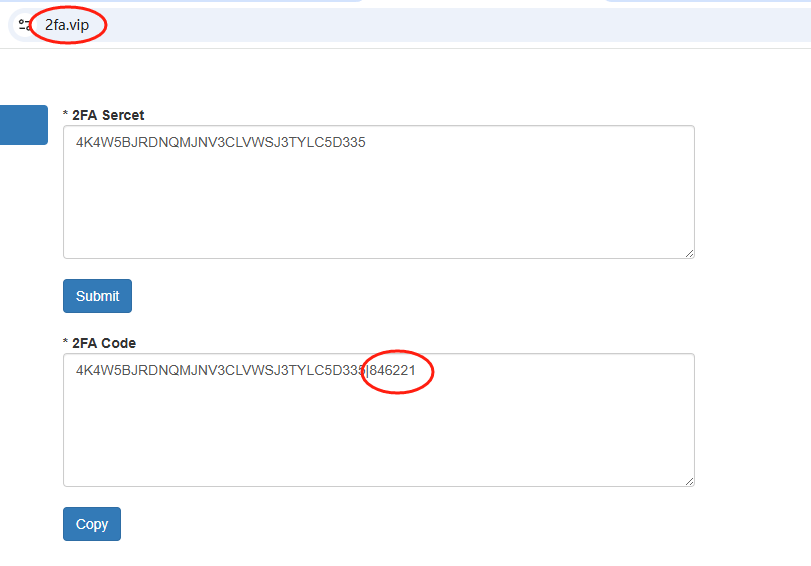 2fa.vip
* 2FA Sercet
4K4W5BJRDNQMJNV3CLVWSJ3TYLC5D335
Submit
* 2FA Code
4K4W5BJRDNQMJNV3CLVWSJ3TYLC5D335|846221
Copy